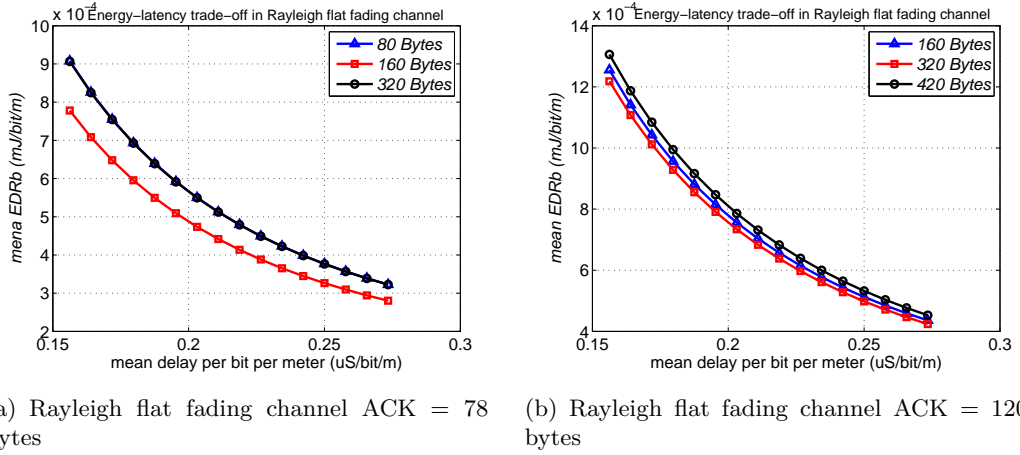 x 10⁻⁴ Energy−latency trade−off in Rayleigh flat fading channel
10
9
8
7
6
5
4
3
2
0.15
0.2
0.25
0.3
mena EDRb (mJ/bit/m)
mean delay per bit per meter (uS/bit/m)
80 Bytes
160 Bytes
320 Bytes
x 10⁻⁴ Energy−latency trade−off in Rayleigh flat fading channel
14
12
10
8
6
4
0.15
0.2
0.25
0.3
mean EDRb (mJ/bit/m)
mean delay per bit per meter (uS/bit/m)
160 Bytes
320 Bytes
420 Bytes
a) Rayleigh flat fading channel ACK = 78
ytes
(b) Rayleigh flat fading channel ACK = 120
bytes